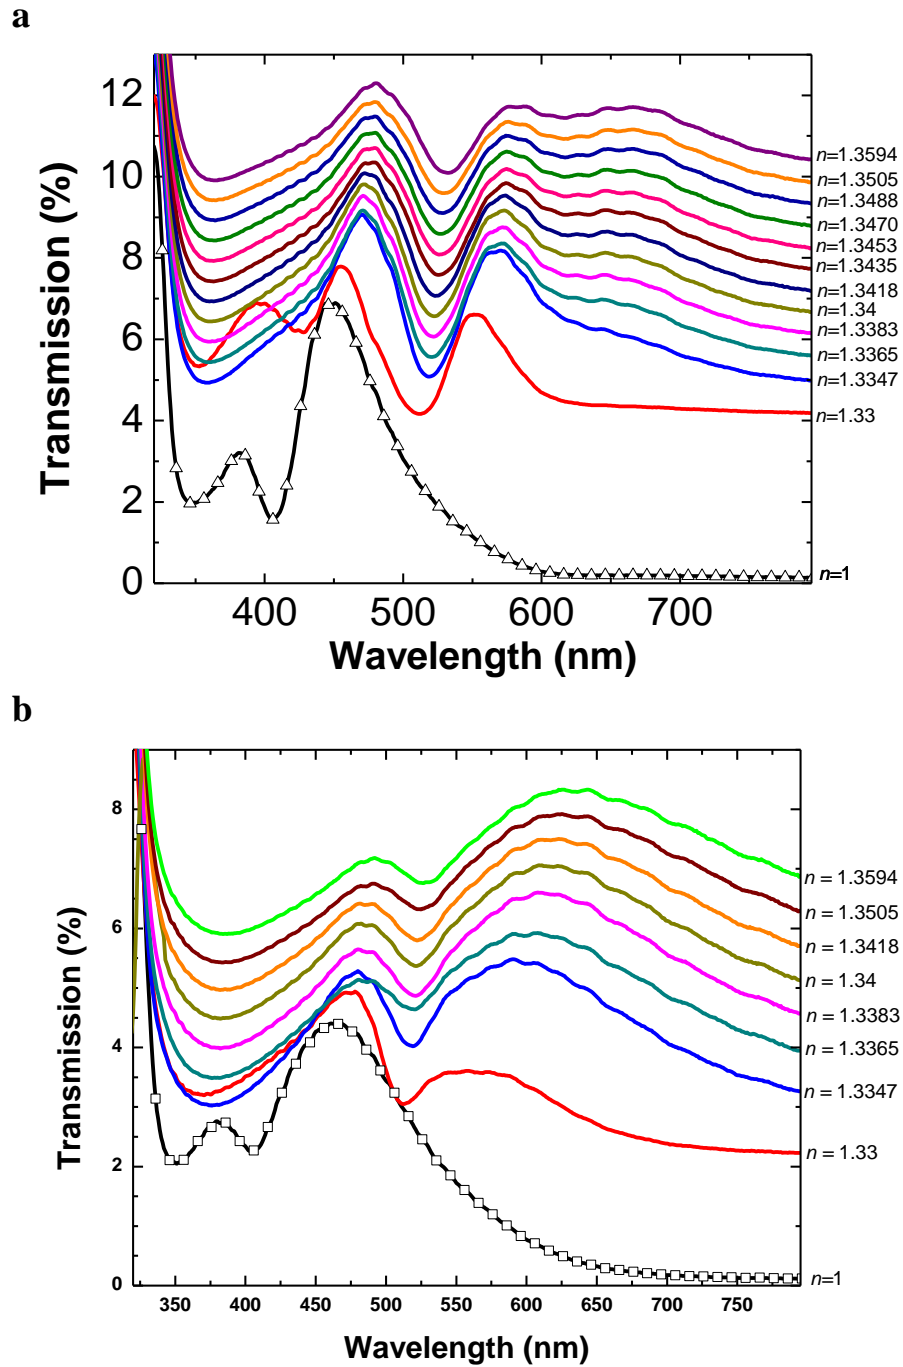 a
Transmission (%)
12
10
8
6
4
2
0
n=1.3594
n=1.3505
n=1.3488
n=1.3470
n=1.3453
n=1.3435
n=1.3418
n=1.34
n=1.3383
n=1.3365
n=1.3347
n=1.33
n=1
400 500 600 700
Wavelength (nm)
b
Transmission (%)
8
6
4
2
0
n = 1.3594
n = 1.3505
n = 1.3418
n = 1.34
n = 1.3383
n = 1.3365
n = 1.3347
n = 1.33
n=1
350 400 450 500 550 600 650 700 750
Wavelength (nm)